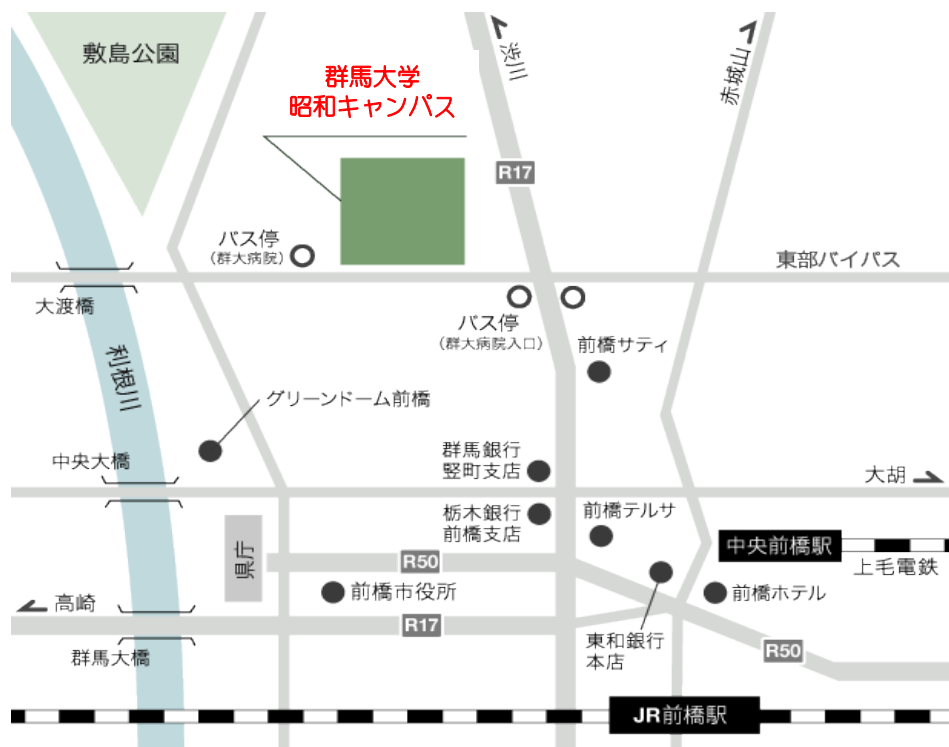 敷島公園
群馬大学
昭和キャンパス
渋川
赤城山
R17
バス停
(群大病院)
東部バイパス
大渡橋
バス停
(群大病院入口)
前橋サティ
利根川
グリーンドーム前橋
中央大橋
群馬銀行
竪町支店
大胡
栃木銀行
前橋支店
前橋テルサ
中央前橋駅
上毛電鉄
県庁
R50
前橋市役所
前橋ホテル
高崎
R17
群馬大橋
東和銀行
本店
R50
JR前橋駅